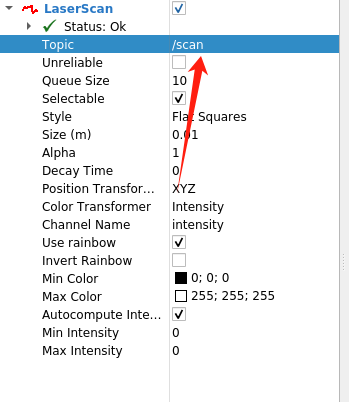 LaserScan
Status: Ok
Topic /scan
Unreliable
Queue Size 10
Selectable
Style Flat Squares
Size (m) 0.01
Alpha 1
Decay Time 0
Position Transfor... XYZ
Color Transformer Intensity
Channel Name intensity
Use rainbow
Invert Rainbow
Min Color 0; 0; 0
Max Color 255; 255; 255
Autocompute Inte...
Min Intensity 0
Max Intensity 0